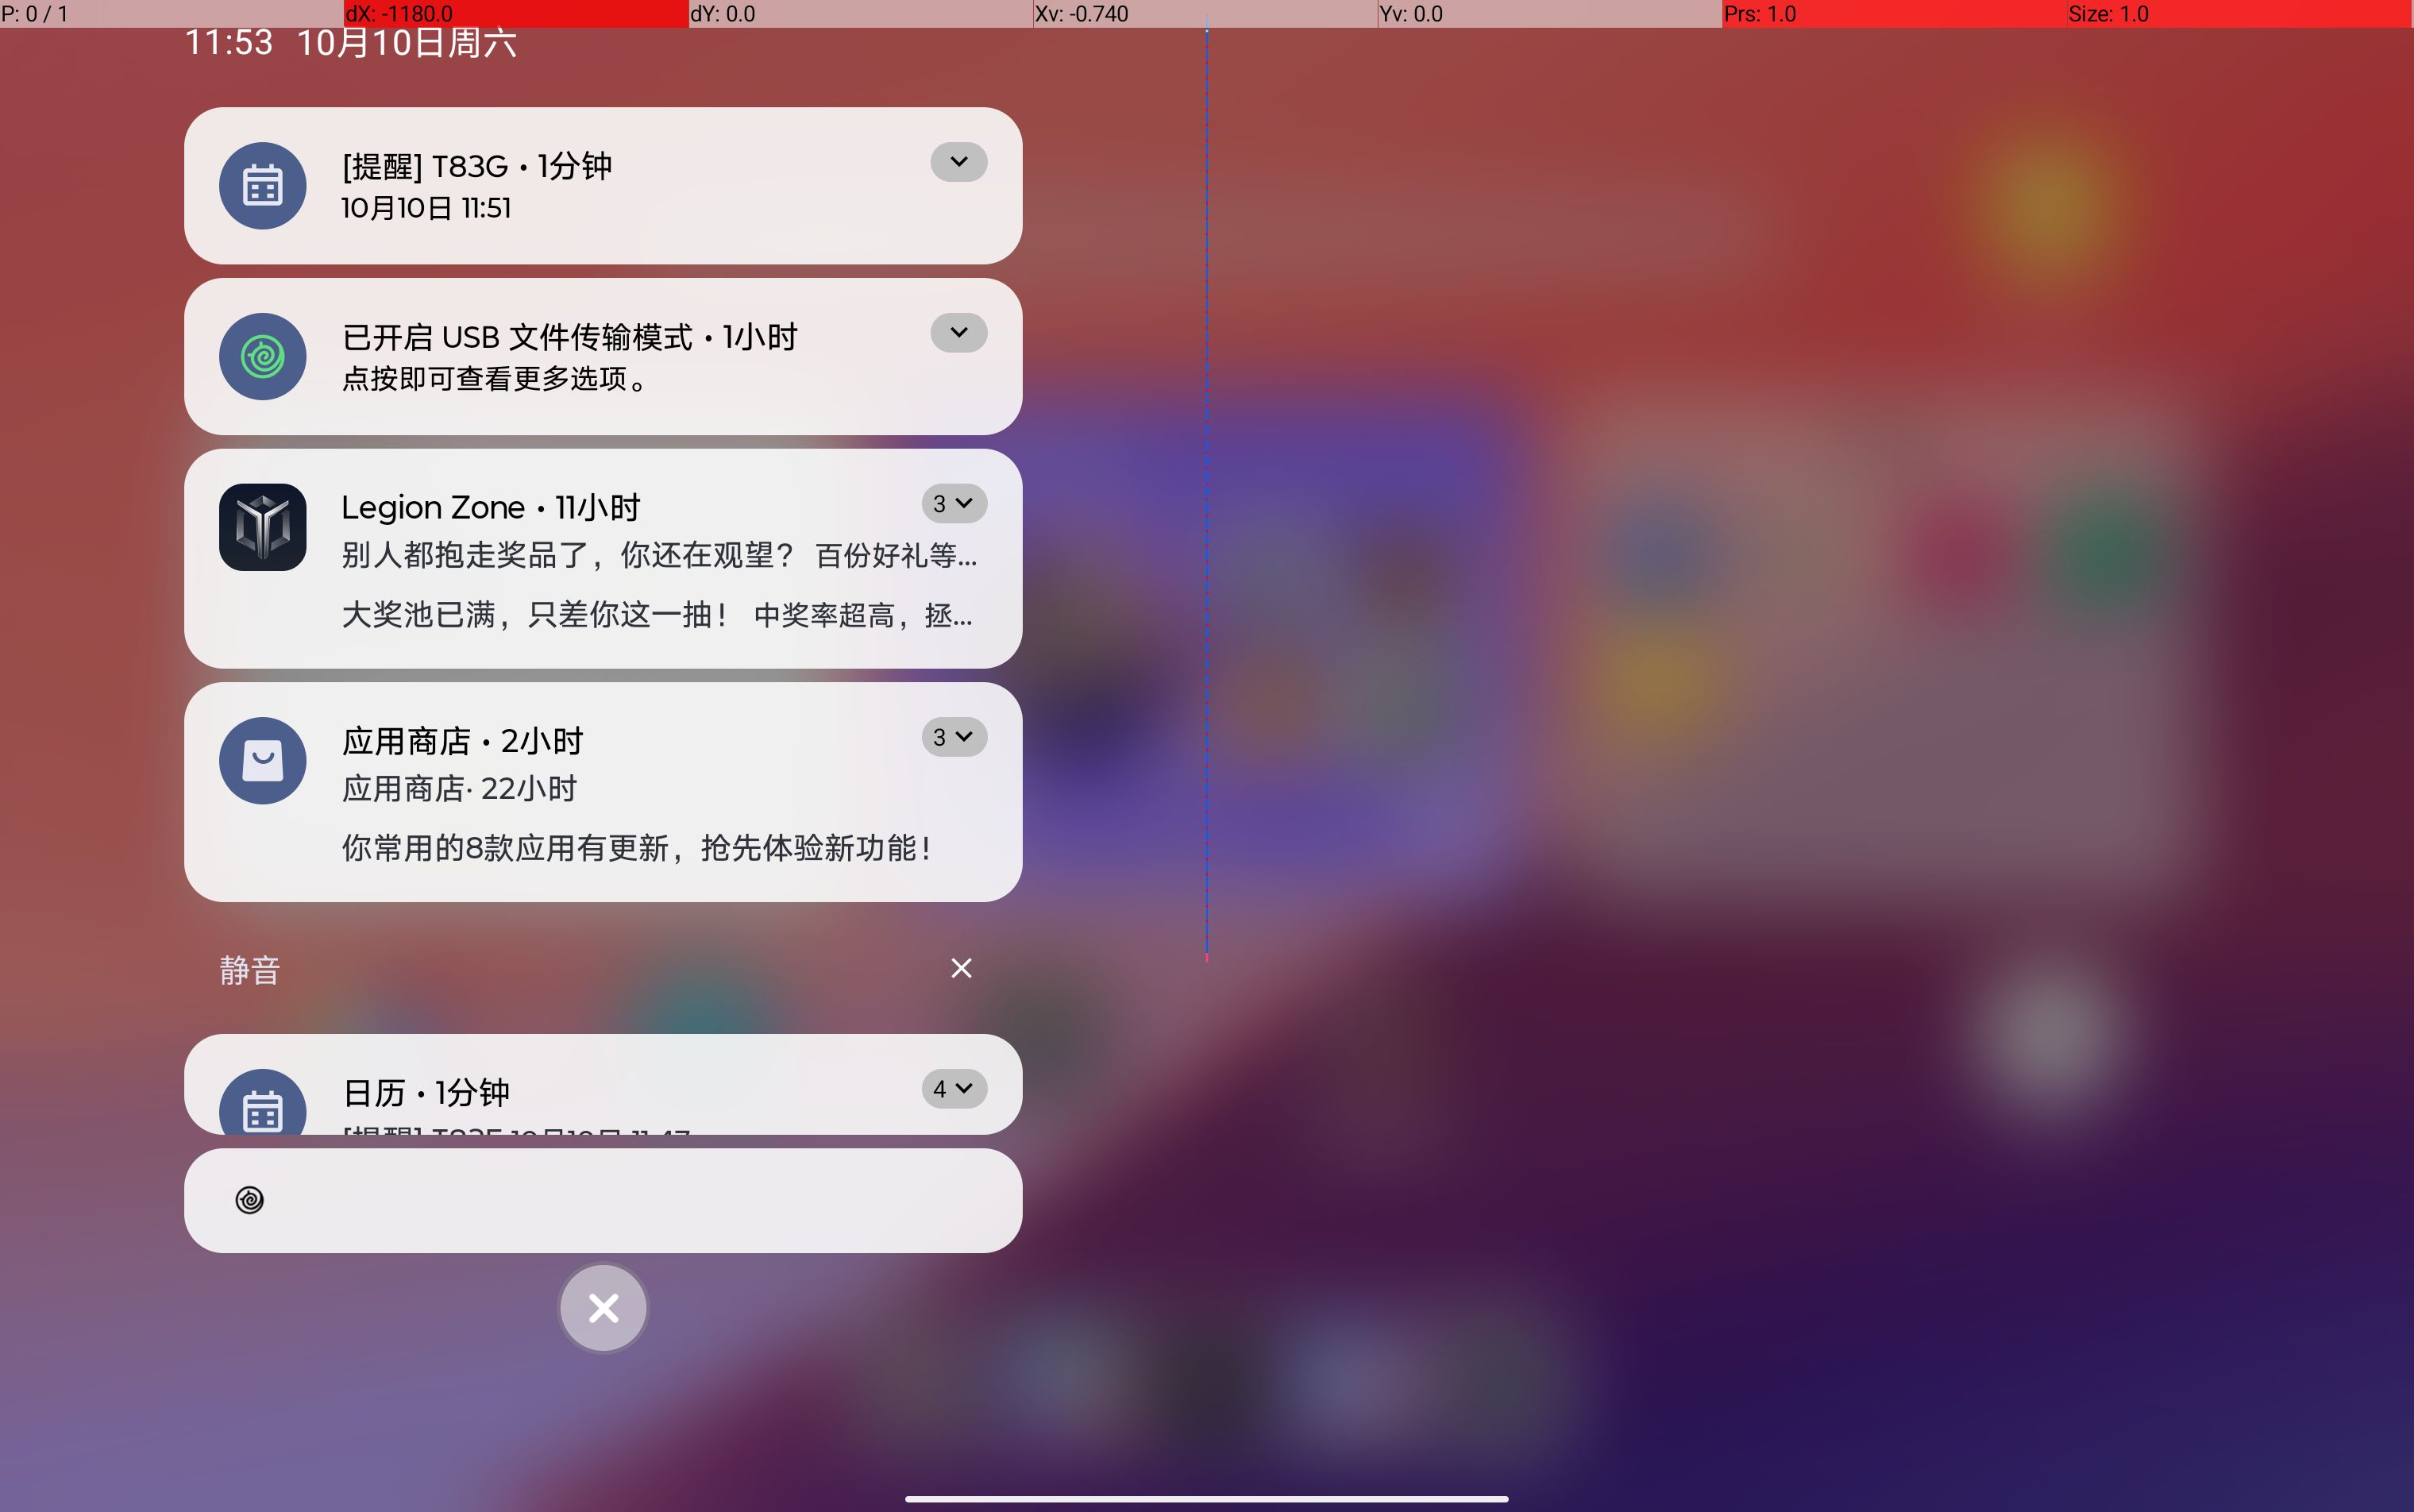 P: 0 / 1 dX: -1180.0 dY: 0.0 Xv: -0.740 Yv: 0.0 Prs: 1.0 Size: 1.0
11:53 10月10日周六
[提醒] T83G • 1分钟
10月10日 11:51
已开启 USB 文件传输模式 • 1小时
点按即可查看更多选项。
Legion Zone • 11小时
3
别人都抱走奖品了，你还在观望？ 百份好礼等...
大奖池已满，只差你这一抽！ 中奖率超高，拯...
应用商店 • 2小时
3
应用商店· 22小时
你常用的8款应用有更新，抢先体验新功能！
静音
日历 • 1分钟
4